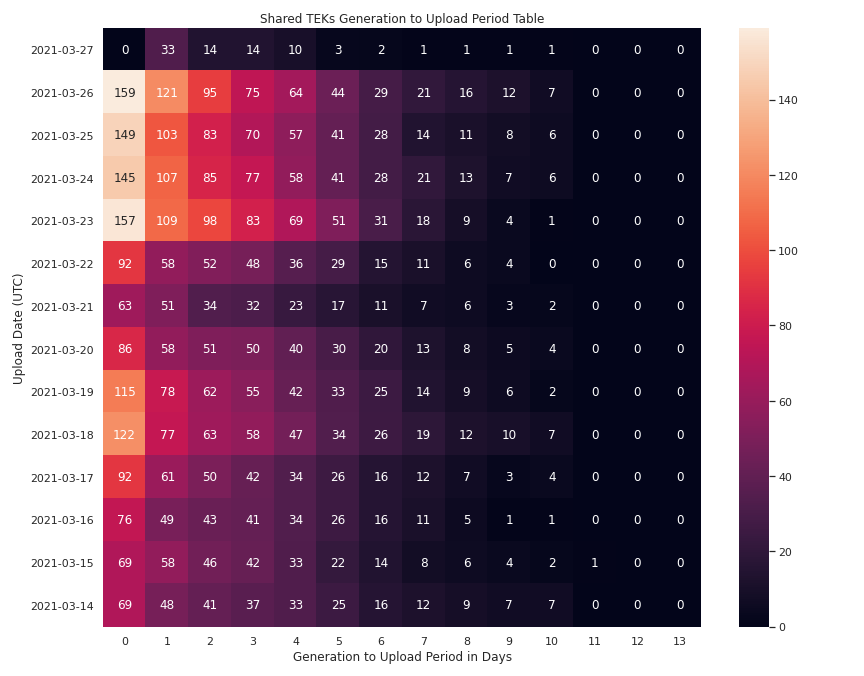 Shared TEKs Generation to Upload Period Table
Upload Date (UTC)
2021-03-27 0 33 14 14 10 3 2 1 1 1 1 0 0 0
2021-03-26 159 121 95 75 64 44 29 21 16 12 7 0 0 0
2021-03-25 149 103 83 70 57 41 28 14 11 8 6 0 0 0
2021-03-24 145 107 85 77 58 41 28 21 13 7 6 0 0 0
2021-03-23 157 109 98 83 69 51 31 18 9 4 1 0 0 0
2021-03-22 92 58 52 48 36 29 15 11 6 4 0 0 0 0
2021-03-21 63 51 34 32 23 17 11 7 6 3 2 0 0 0
2021-03-20 86 58 51 50 40 30 20 13 8 5 4 0 0 0
2021-03-19 115 78 62 55 42 33 25 14 9 6 2 0 0 0
2021-03-18 122 77 63 58 47 34 26 19 12 10 7 0 0 0
2021-03-17 92 61 50 42 34 26 16 12 7 3 4 0 0 0
2021-03-16 76 49 43 41 34 26 16 11 5 1 1 0 0 0
2021-03-15 69 58 46 42 33 22 14 8 6 4 2 1 0 0
2021-03-14 69 48 41 37 33 25 16 12 9 7 7 0 0 0
0 1 2 3 4 5 6 7 8 9 10 11 12 13
Generation to Upload Period in Days
140
120
100
80
60
40
20
0